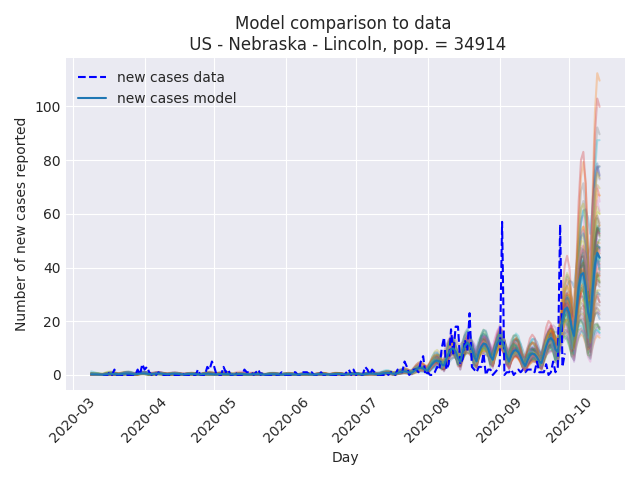 Model comparison to data
US - Nebraska - Lincoln, pop. = 34914
new cases data
new cases model
Number of new cases reported
100
80
60
40
20
0
2020-03
2020-04
2020-05
2020-06
2020-07
2020-08
2020-09
2020-10
Day